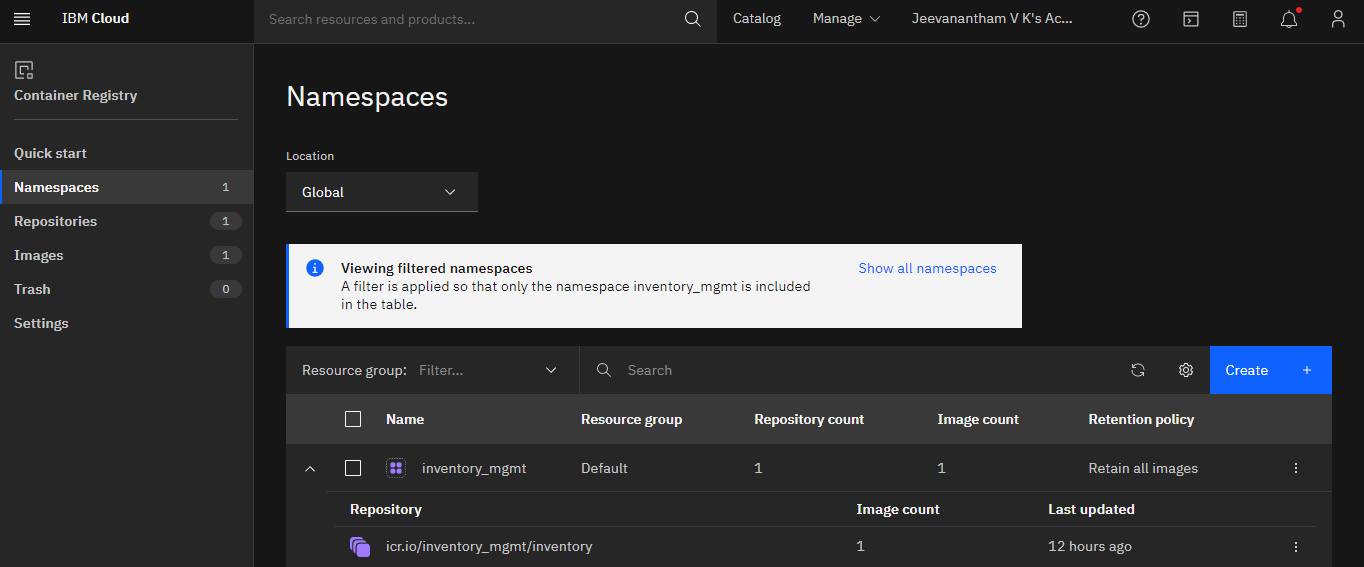 IBM Cloud
Search resources and products...
Catalog
Manage
Jeevanantham V K's Ac...
Container Registry
Quick start
Namespaces 1
Repositories 1
Images 1
Trash 0
Settings
Namespaces
Location
Global
Viewing filtered namespaces
Show all namespaces
A filter is applied so that only the namespace inventory_mgmt is included
in the table.
Resource group: Filter...
Search
Create +
Name Resource group Repository count Image count Retention policy
inventory_mgmt Default 1 1 Retain all images
Repository Image count Last updated
icr.io/inventory_mgmt/inventory 1 12 hours ago